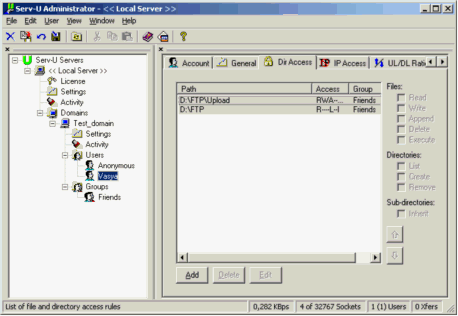 Serv-U Administrator - << Local Server >>
File Edit User View Window Help
Serv-U Servers
<< Local Server >>
License
Settings
Activity
Domains
Test_domain
Settings
Activity
Users
Anonymous
Vasya
Groups
Friends
Account General Dir Access IP Access UL/DL Ratio
Path Access Group
D:\FTP\Upload RWA--... Friends
D:\FTP R---L--I Friends
Files:
Read
Write
Append
Delete
Execute
Directories:
List
Create
Remove
Sub-directories:
Inherit
Add Delete Edit
List of file and directory access rules 0,282 KBps 4 of 32767 Sockets 1 (1) Users 0 Xfers